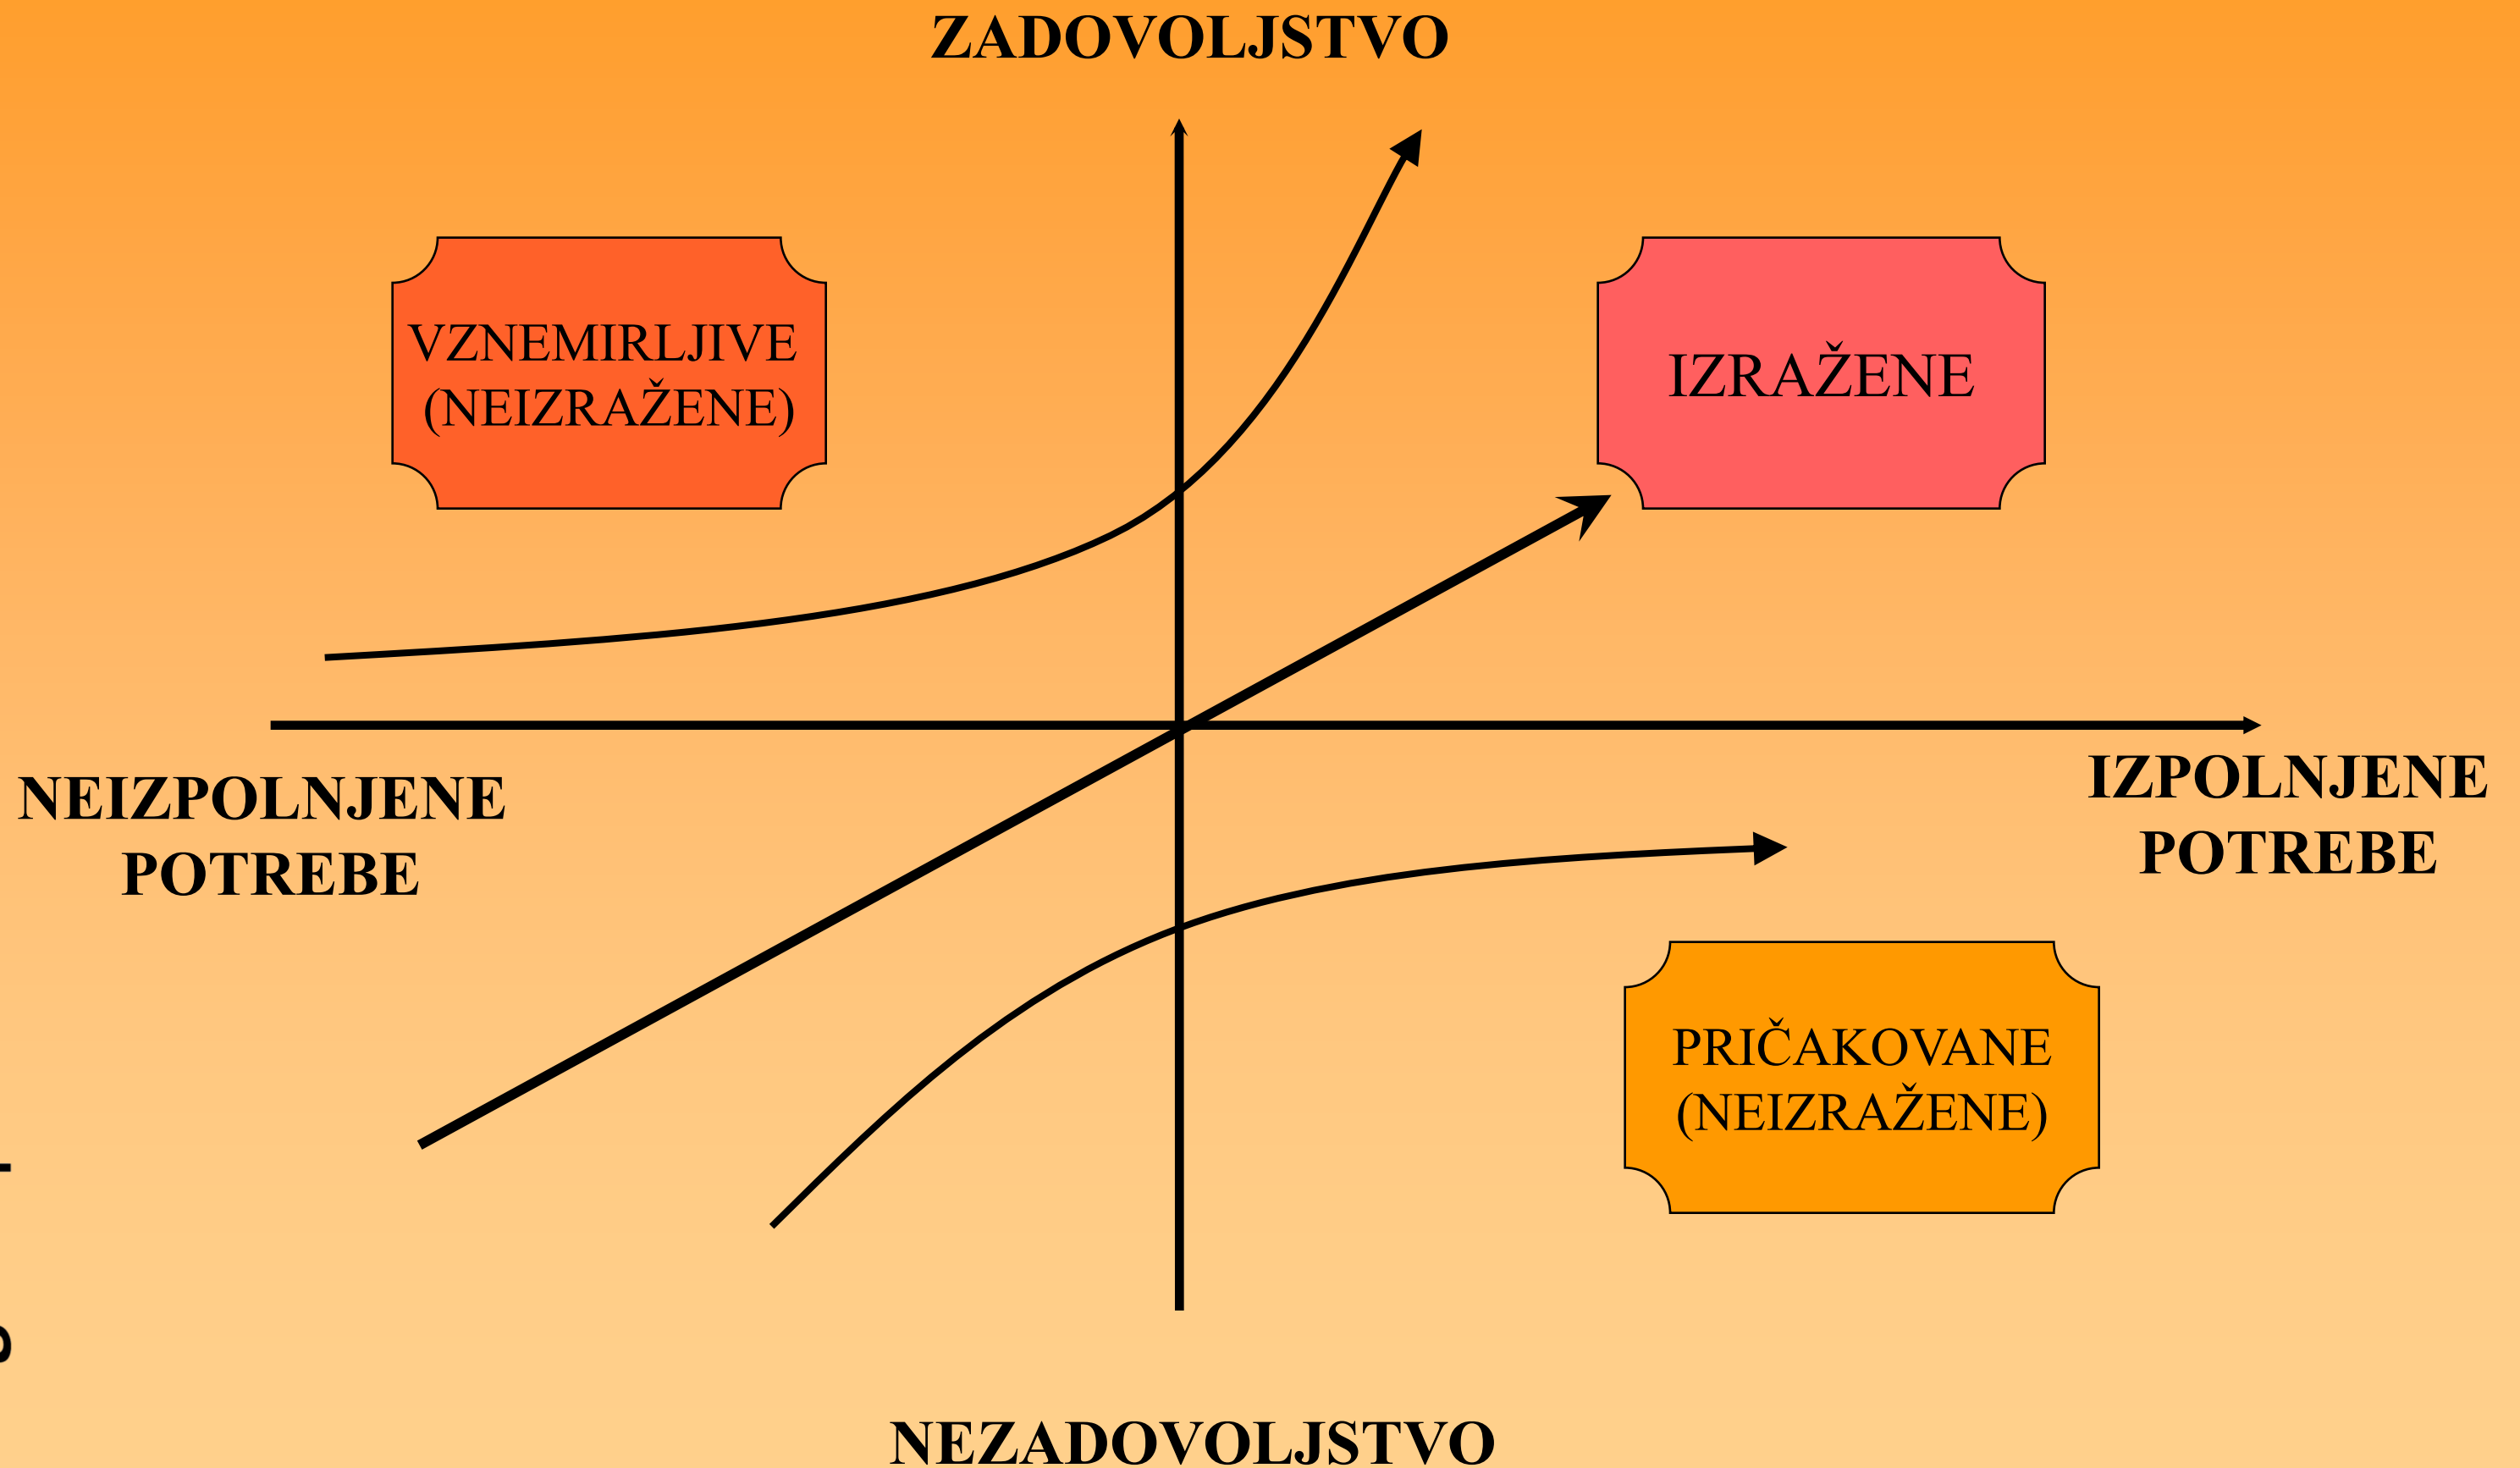 ZADOVOLJSTVO
VZNEMIRLJIVE
(NEIZRAŽENE)
IZRAŽENE
NEIZPOLNJENE
POTREBE
IZPOLNJENE
POTREBE
PRIČAKOVANE
(NEIZRAŽENE)
NEZADOVOLJSTVO